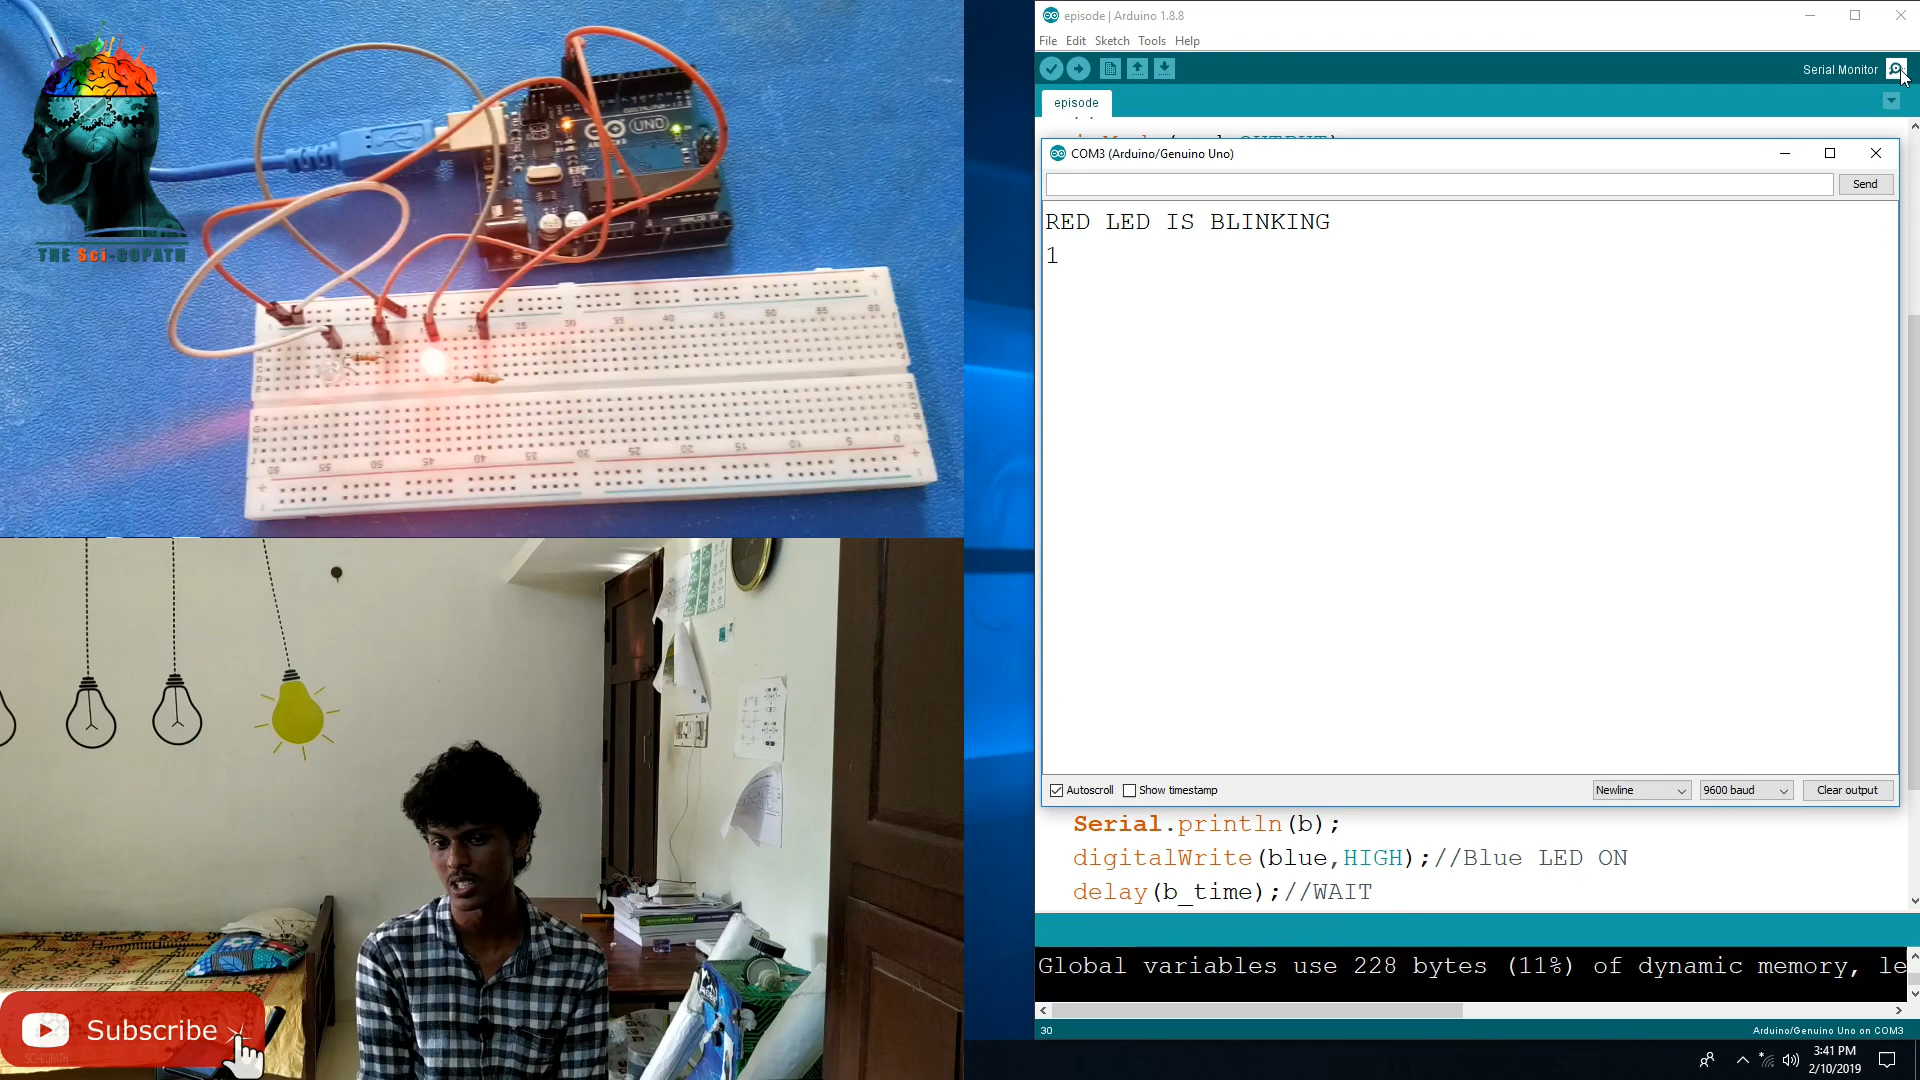 THE Sci-COPATH
UNO
Subscribe
SCI-COPATH
episode | Arduino 1.8.8
File Edit Sketch Tools Help
Serial Monitor
episode
COM3 (Arduino/Genuino Uno)
Send
RED LED IS BLINKING
1
Autoscroll
Show timestamp
Newline
9600 baud
Clear output
Serial.println(b);
digitalWrite(blue,HIGH);//Blue LED ON
delay(b_time);//WAIT
Global variables use 228 bytes (11%) of dynamic memory, le
30
Arduino/Genuino Uno on COM3
3:41 PM
2/10/2019